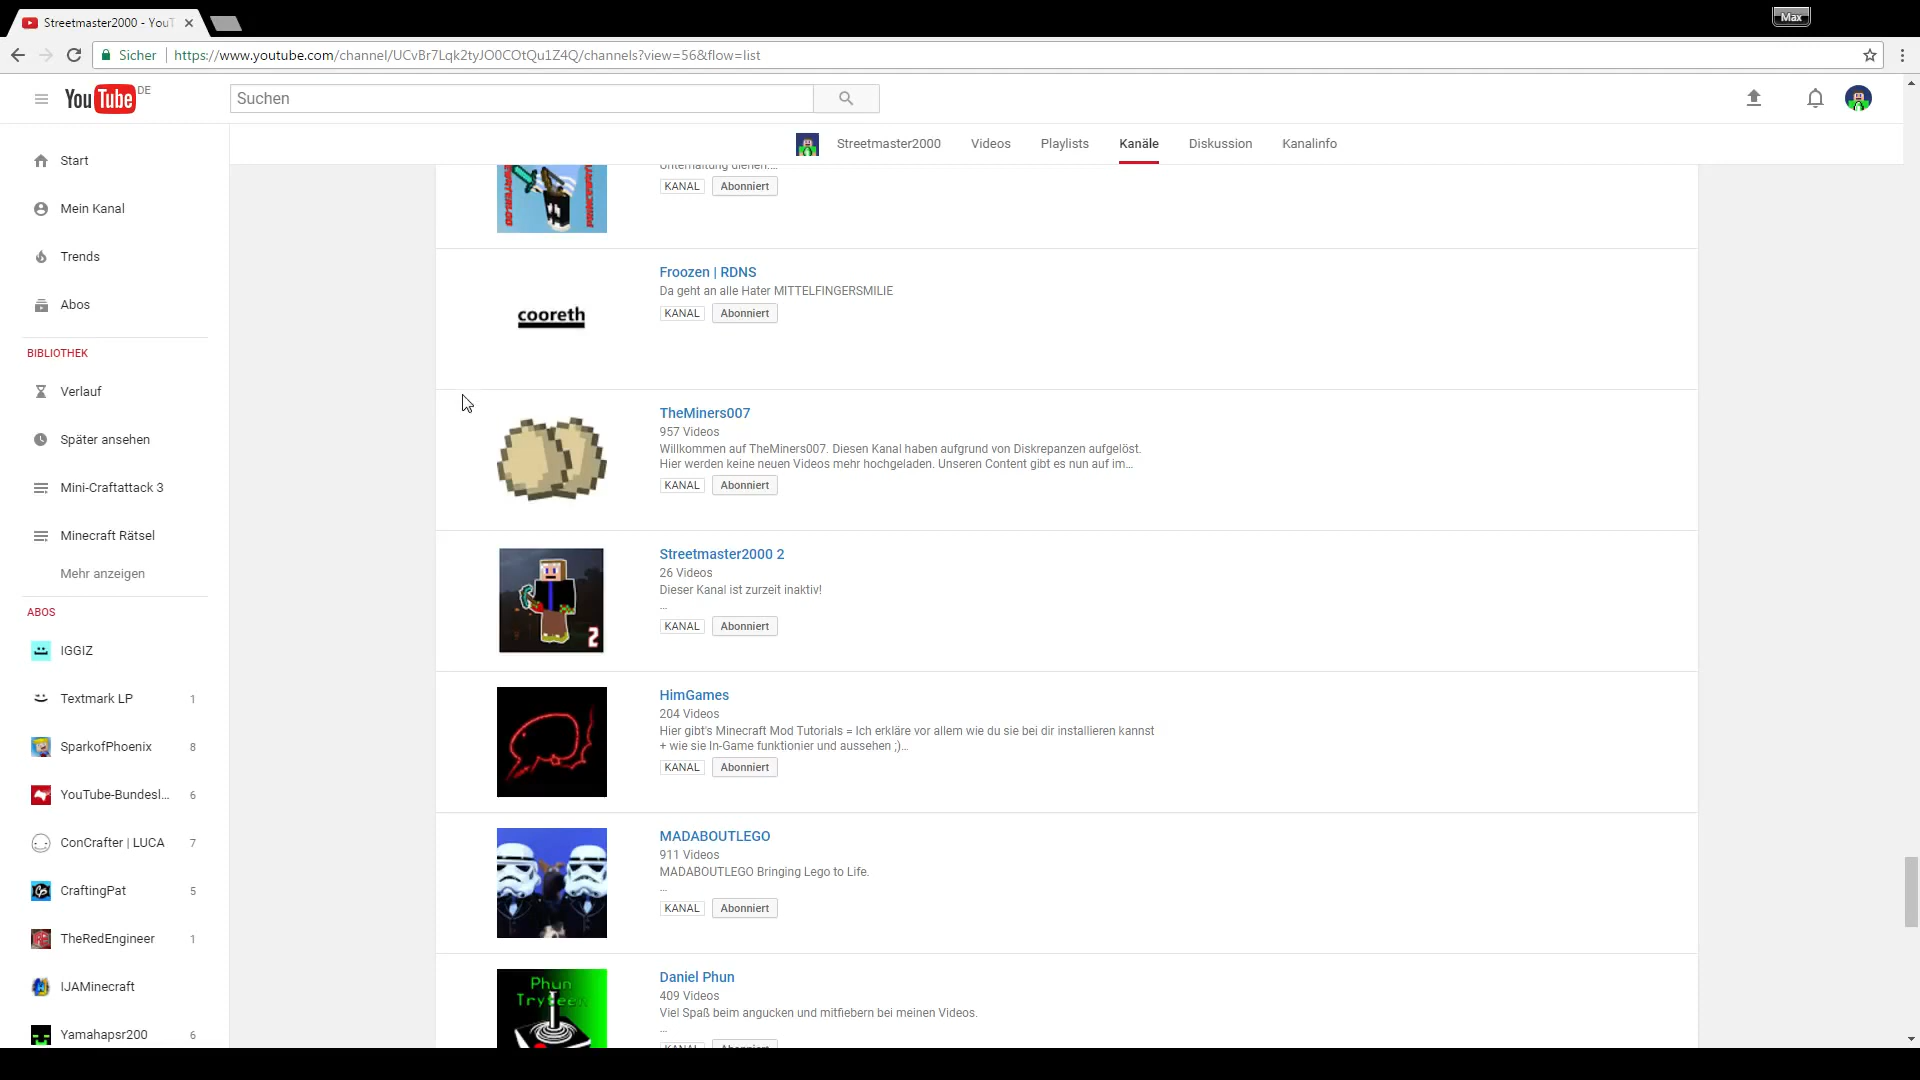 Streetmaster2000 - YouT
Max
Sicher
https://www.youtube.com/channel/UCvBr7Lqk2tyJO0COtQu1Z4Q/channels?view=56&flow=list
YouTube DE
Suchen
Streetmaster2000
Videos
Playlists
Kanäle
Diskussion
Kanalinfo
Start
Mein Kanal
Trends
Abos
BIBLIOTHEK
Verlauf
Später ansehen
Mini-Craftattack 3
Minecraft Rätsel
Mehr anzeigen
ABOS
IGGIZ
Textmark LP 1
SparkofPhoenix 8
YouTube-Bundesl... 6
ConCrafter | LUCA 7
CraftingPat 5
TheRedEngineer 1
IJAMinecraft
Yamahapsr200 6
Unterhaltung dienen....
KANAL Abonniert
cooreth
Froozen | RDNS
Da geht an alle Hater MITTELFINGERSMILIE
KANAL Abonniert
TheMiners007
957 Videos
Willkommen auf TheMiners007. Diesen Kanal haben aufgrund von Diskrepanzen aufgelöst.
Hier werden keine neuen Videos mehr hochgeladen. Unseren Content gibt es nun auf im...
KANAL Abonniert
2
Streetmaster2000 2
26 Videos
Dieser Kanal ist zurzeit inaktiv!
...
KANAL Abonniert
HimGames
204 Videos
Hier gibt's Minecraft Mod Tutorials = Ich erkläre vor allem wie du sie bei dir installieren kannst
+ wie sie In-Game funktionier und aussehen ;)...
KANAL Abonniert
MADABOUTLEGO
911 Videos
MADABOUTLEGO Bringing Lego to Life.
...
KANAL Abonniert
Phun
Daniel Phun
409 Videos
Viel Spaß beim angucken und mitfiebern bei meinen Videos.
...
KANAL Abonniert